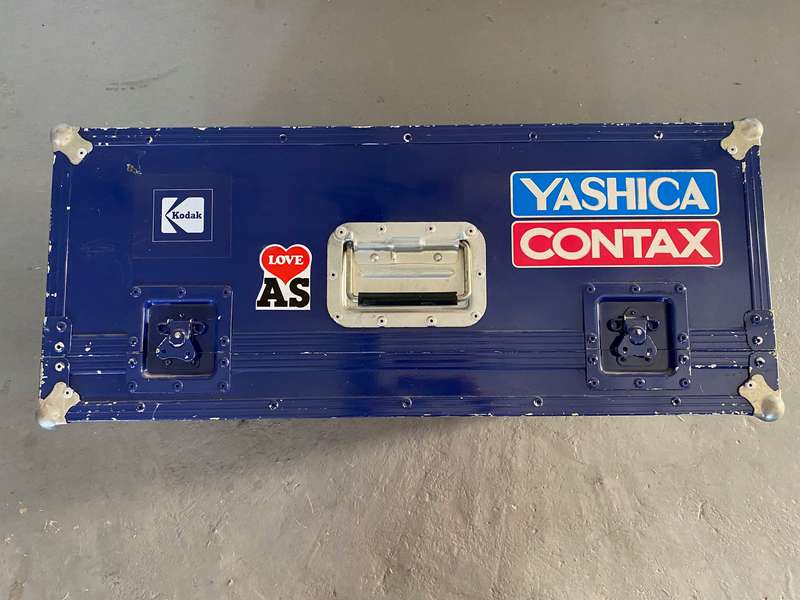 Kodak
LOVE
AS
YASHICA
CONTAX